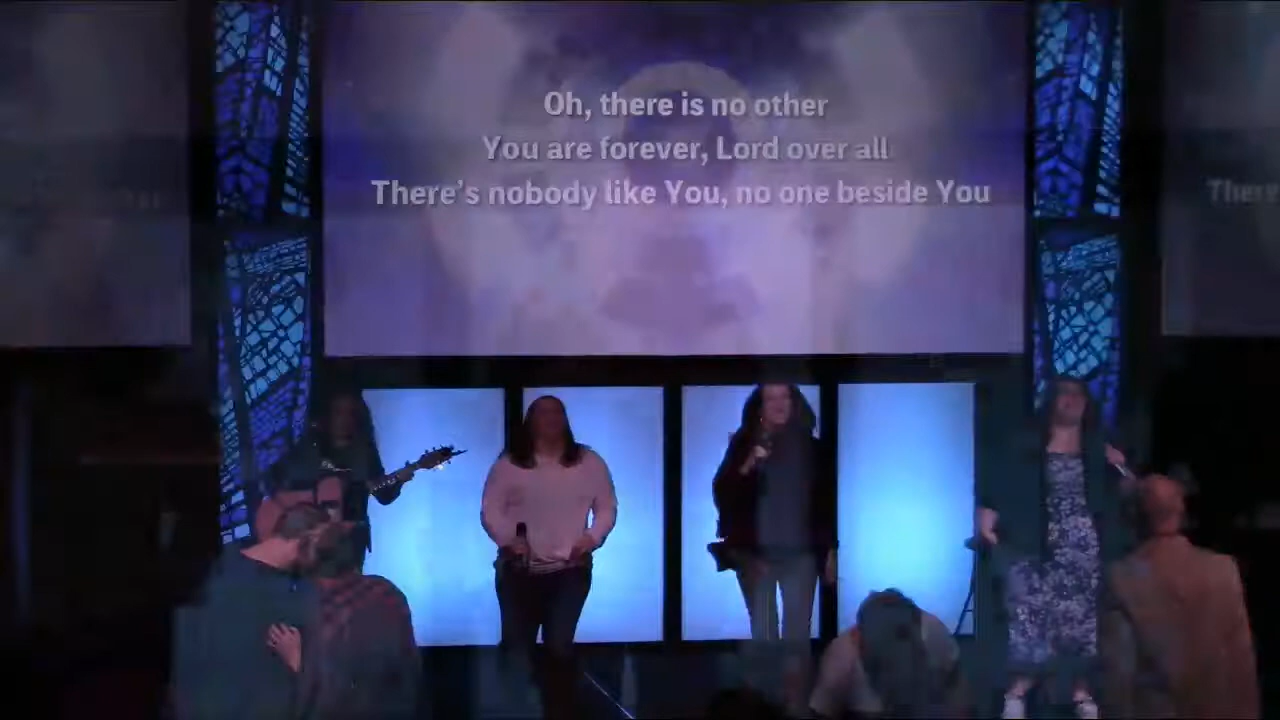 Oh, there is no other
You are forever, Lord over all
There's nobody like You, no one beside You
There